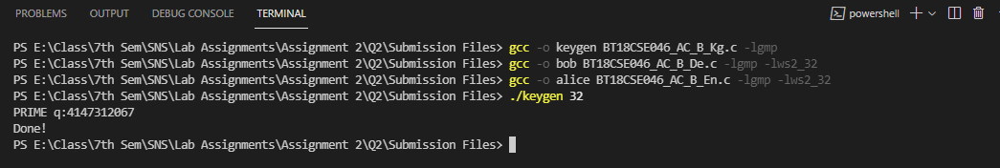 PROBLEMS OUTPUT DEBUG CONSOLE TERMINAL powershell
PS E:\Class\7th Sem\SNS\Lab Assignments\Assignment 2\Q2\Submission Files> gcc -o keygen BT18CSE046_AC_B_Kg.c -lgmp
PS E:\Class\7th Sem\SNS\Lab Assignments\Assignment 2\Q2\Submission Files> gcc -o bob BT18CSE046_AC_B_De.c -lgmp -lws2_32
PS E:\Class\7th Sem\SNS\Lab Assignments\Assignment 2\Q2\Submission Files> gcc -o alice BT18CSE046_AC_B_En.c -lgmp -lws2_32
PS E:\Class\7th Sem\SNS\Lab Assignments\Assignment 2\Q2\Submission Files> ./keygen 32
PRIME q:4147312067
Done!
PS E:\Class\7th Sem\SNS\Lab Assignments\Assignment 2\Q2\Submission Files>